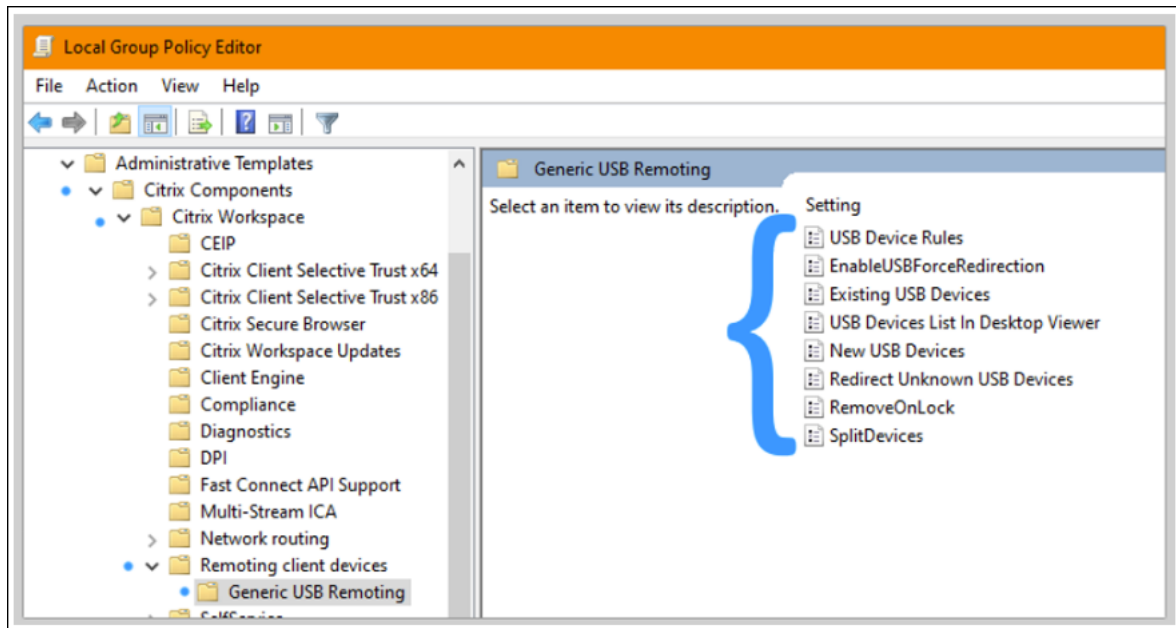 Local Group Policy Editor
File Action View Help
Administrative Templates
Citrix Components
Citrix Workspace
CEIP
Citrix Client Selective Trust x64
Citrix Client Selective Trust x86
Citrix Secure Browser
Citrix Workspace Updates
Client Engine
Compliance
Diagnostics
DPI
Fast Connect API Support
Multi-Stream ICA
Network routing
Remoting client devices
Generic USB Remoting
Generic USB Remoting
Select an item to view its description.
Setting
USB Device Rules
EnableUSBForceRedirection
Existing USB Devices
USB Devices List In Desktop Viewer
New USB Devices
Redirect Unknown USB Devices
RemoveOnLock
SplitDevices